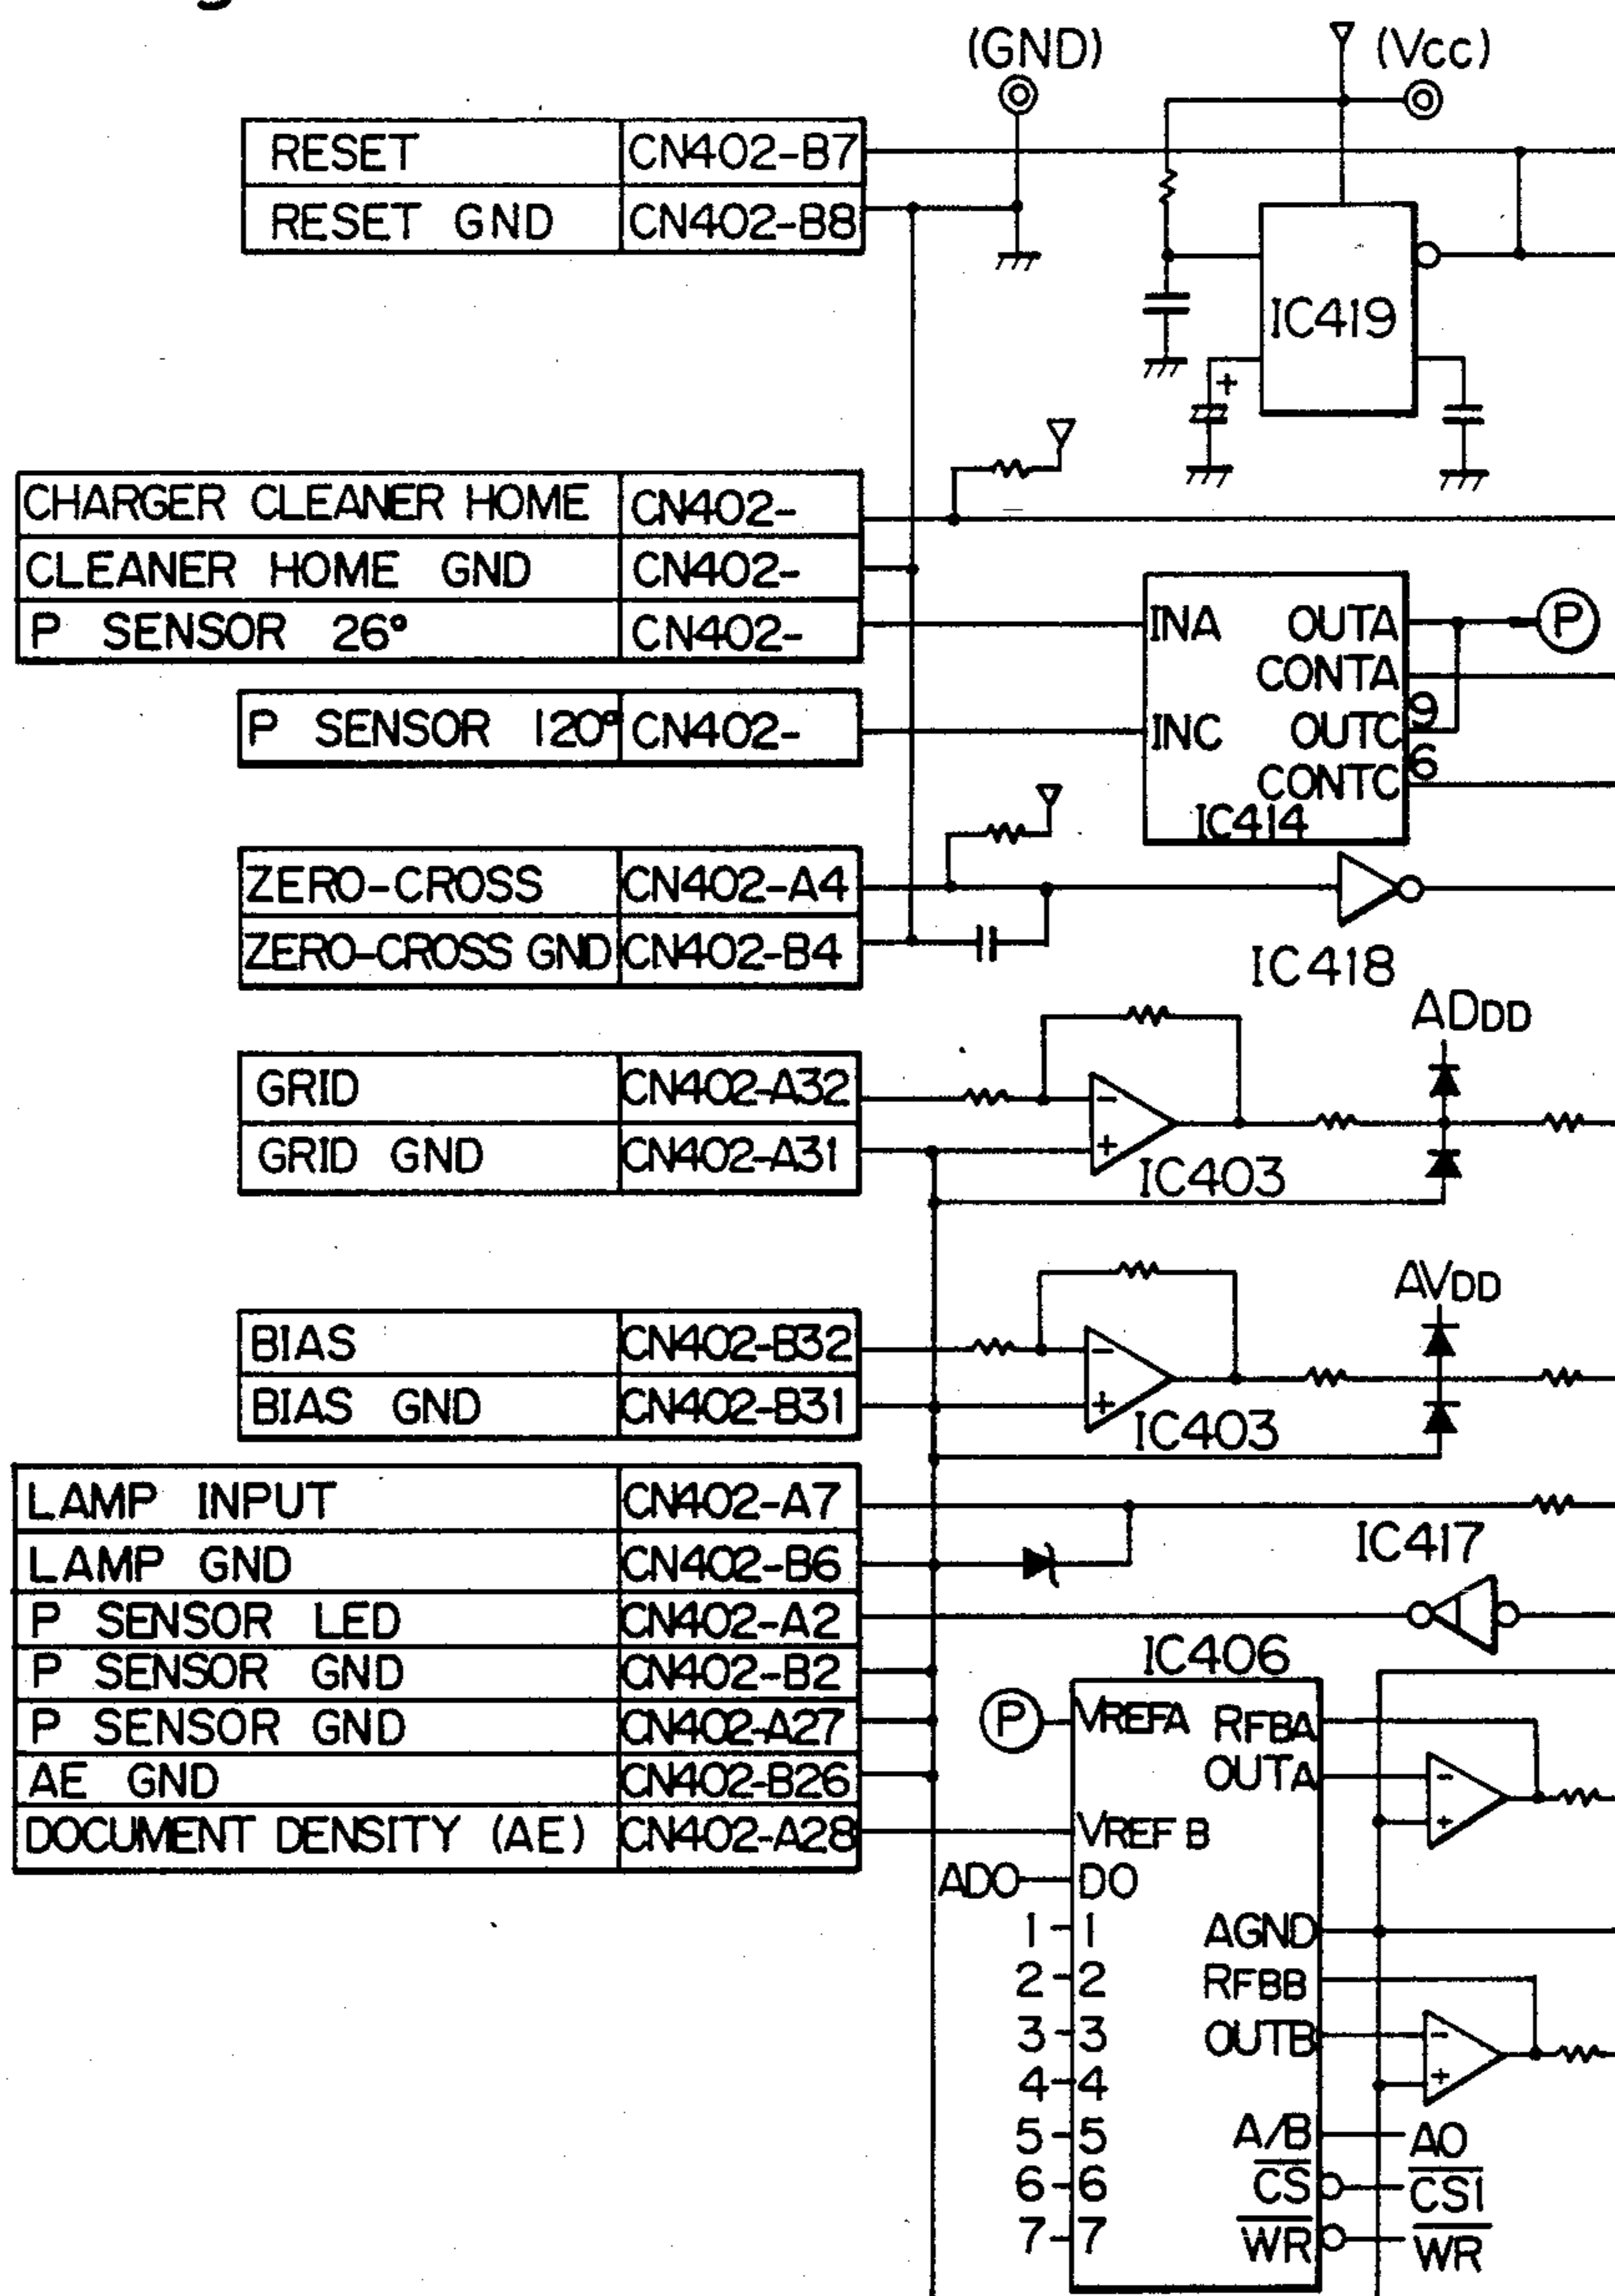 (GND)
(Vcc)
RESET CN402-B7
RESET GND CN402-B8
IC419
+
CHARGER CLEANER HOME CN402-
CLEANER HOME GND CN402-
P SENSOR 26° CN402-
INA OUTA P
CONTA
9
P SENSOR 120° CN402-
INC OUTC
6
CONTC
IC414
ZERO-CROSS CN402-A4
ZERO-CROSS GND CN402-B4
IC418
ADDD
GRID CN402-A32
-
GRID GND CN402-A31
+
IC403
AVDD
BIAS CN402-B32
-
BIAS GND CN402-B31
+
IC403
LAMP INPUT CN402-A7
IC417
LAMP GND CN402-B6
P SENSOR LED CN402-A2
IC406
P SENSOR GND CN402-B2
P SENSOR GND CN402-A27
P VREFA RFBA
AE GND CN402-B26
OUTA -
+
DOCUMENT DENSITY (AE) CN402-A28
VREF B
AD0 D0
1 1 AGND
2 2 RFBB
3 3 OUTB -
4 4 +
5 5 A/B A0
6 6 C̅S̅ C̅S̅1̅
7 7 W̅R̅ W̅R̅